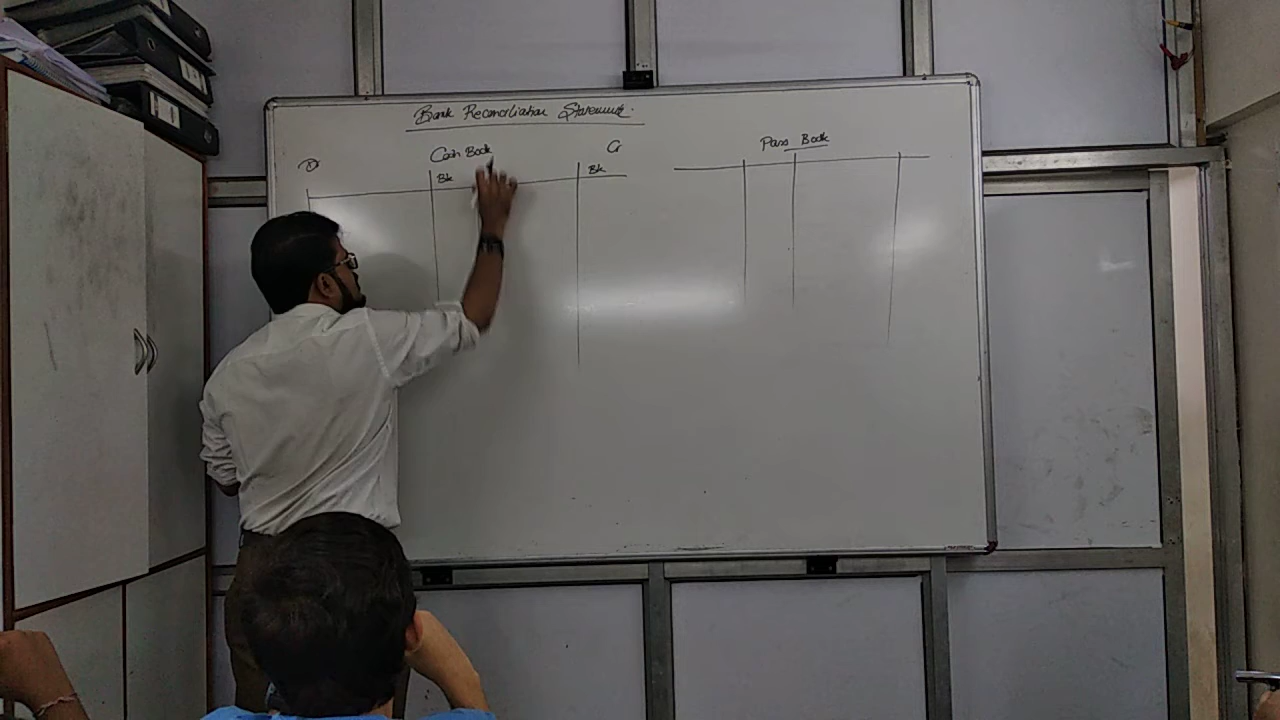 Bank Reconciliation Statement.
Cash Book Cr Pass Book
Dr
Bk Bk